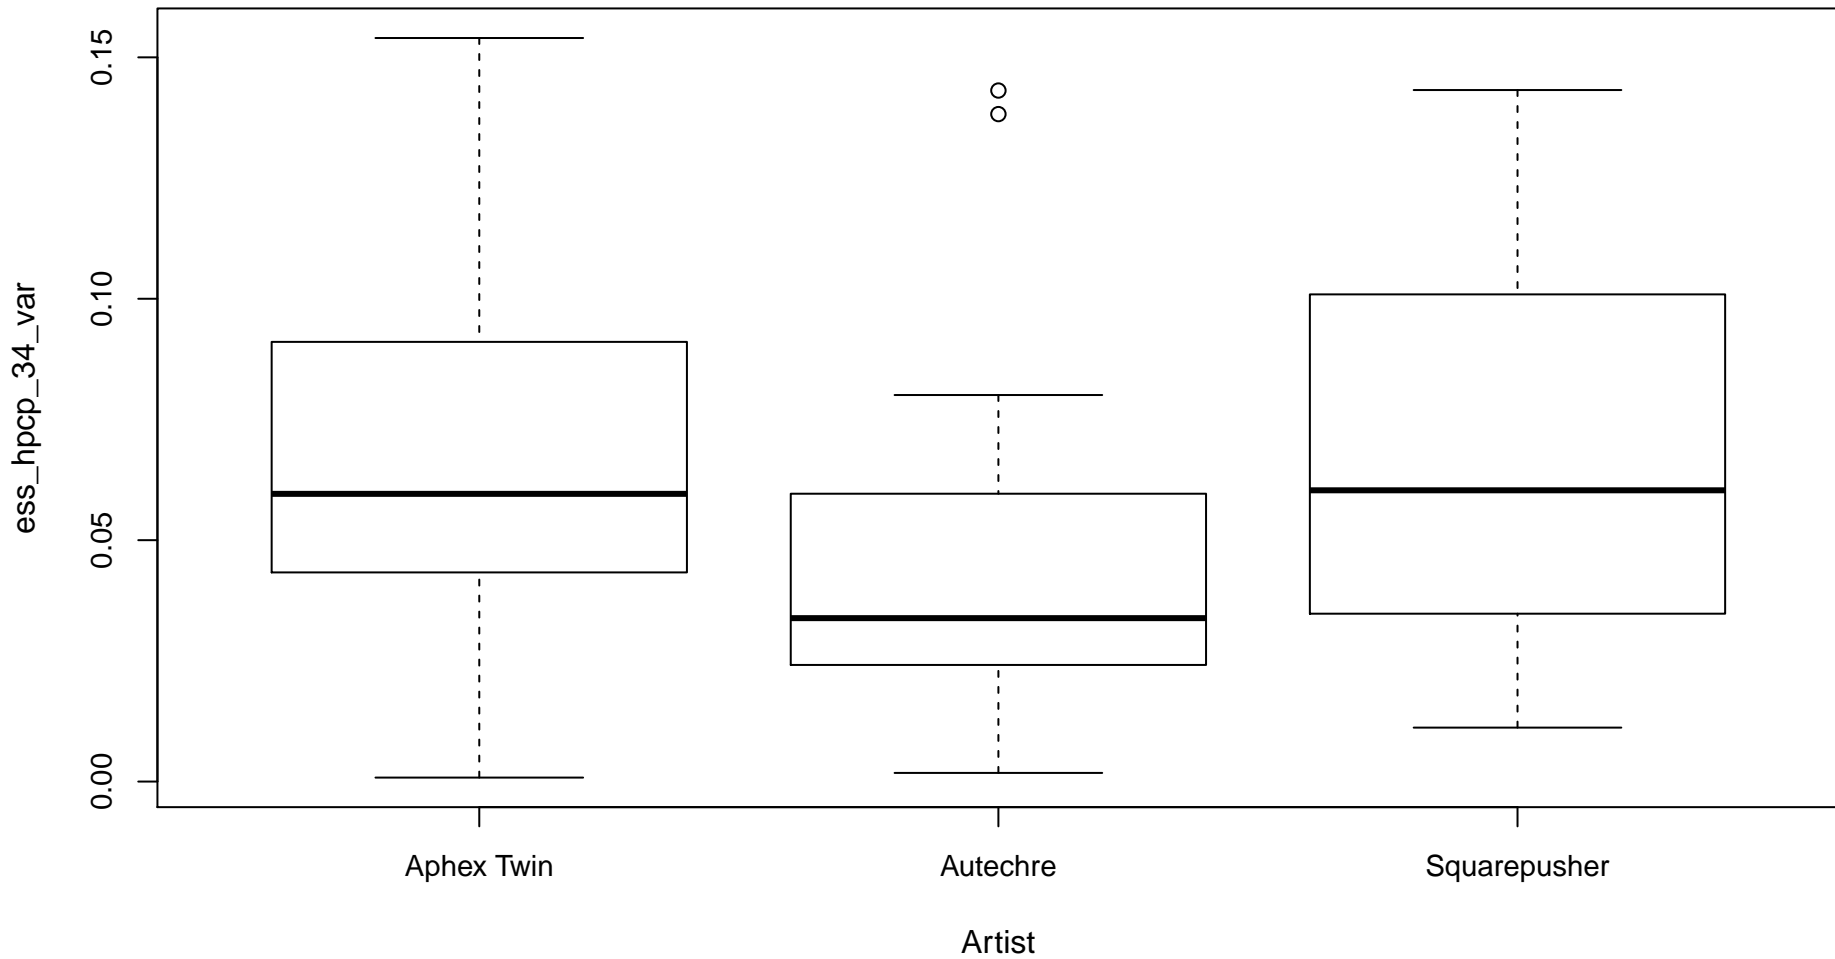 ess_hpcp_34_var
0.15
0.10
0.05
0.00
Aphex Twin Autechre Squarepusher
Artist